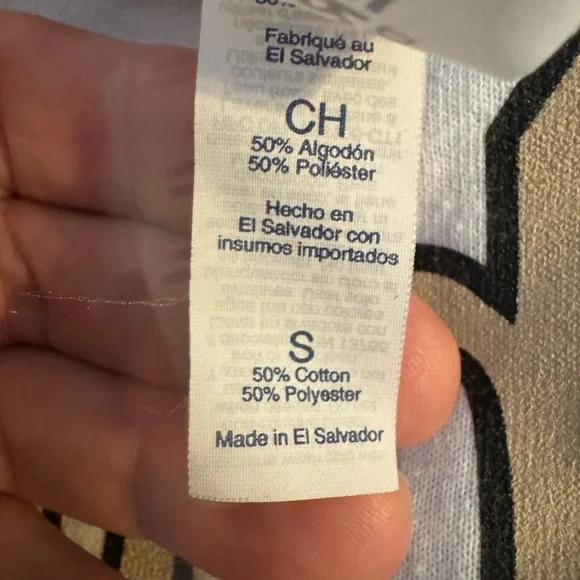 Fabriqué au
El Salvador
CH
50% Algodón
50% Poliéster
Hecho en
El Salvador con
insumos importados
S
50% Cotton
50% Polyester
Made in El Salvador